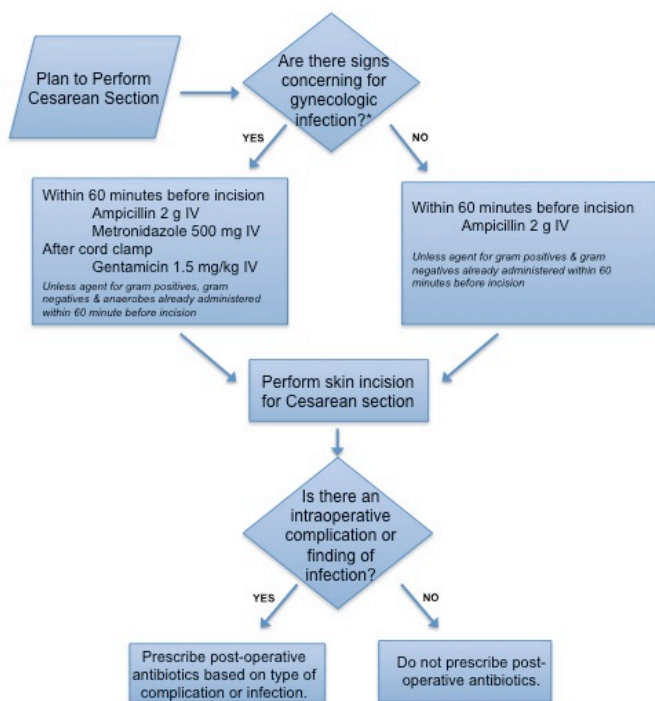 Plan to Perform
Cesarean Section
Are there signs
concerning for
gynecologic
infection?*
YES
NO
Within 60 minutes before incision
Ampicillin 2 g IV
Metronidazole 500 mg IV
After cord clamp
Gentamicin 1.5 mg/kg IV
Unless agent for gram positives, gram
negatives & anaerobes already administered
within 60 minute before incision
Within 60 minutes before incision
Ampicillin 2 g IV
Unless agent for gram positives & gram
negatives already administered within 60
minutes before incision
Perform skin incision
for Cesarean section
Is there an
intraoperative
complication or
finding of
infection?
YES
NO
Prescribe post-operative
antibiotics based on type of
complication or infection.
Do not prescribe post-
operative antibiotics.